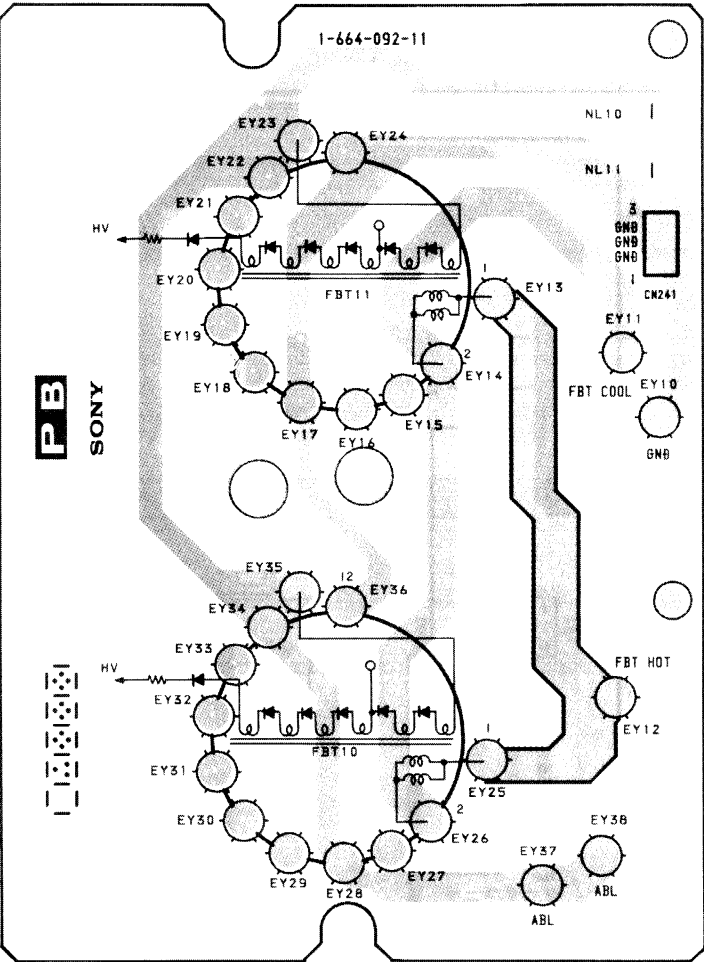 1-664-092-11
EY23
EY24
EY22
EY21
HV
EY20
FBT11
EY19
EY18
EY17
EY16
EY15
EY14
2
1
EY13
NL10
NL11
3
GND
GND
GND
1
CN241
EY11
FBT COOL
EY10
GND
PB
SONY
EY35
12
EY36
EY34
EY33
HV
EY32
FBT10
EY31
EY30
EY29
EY28
EY27
EY26
2
1
EY25
FBT HOT
EY12
EY38
EY37
ABL
ABL